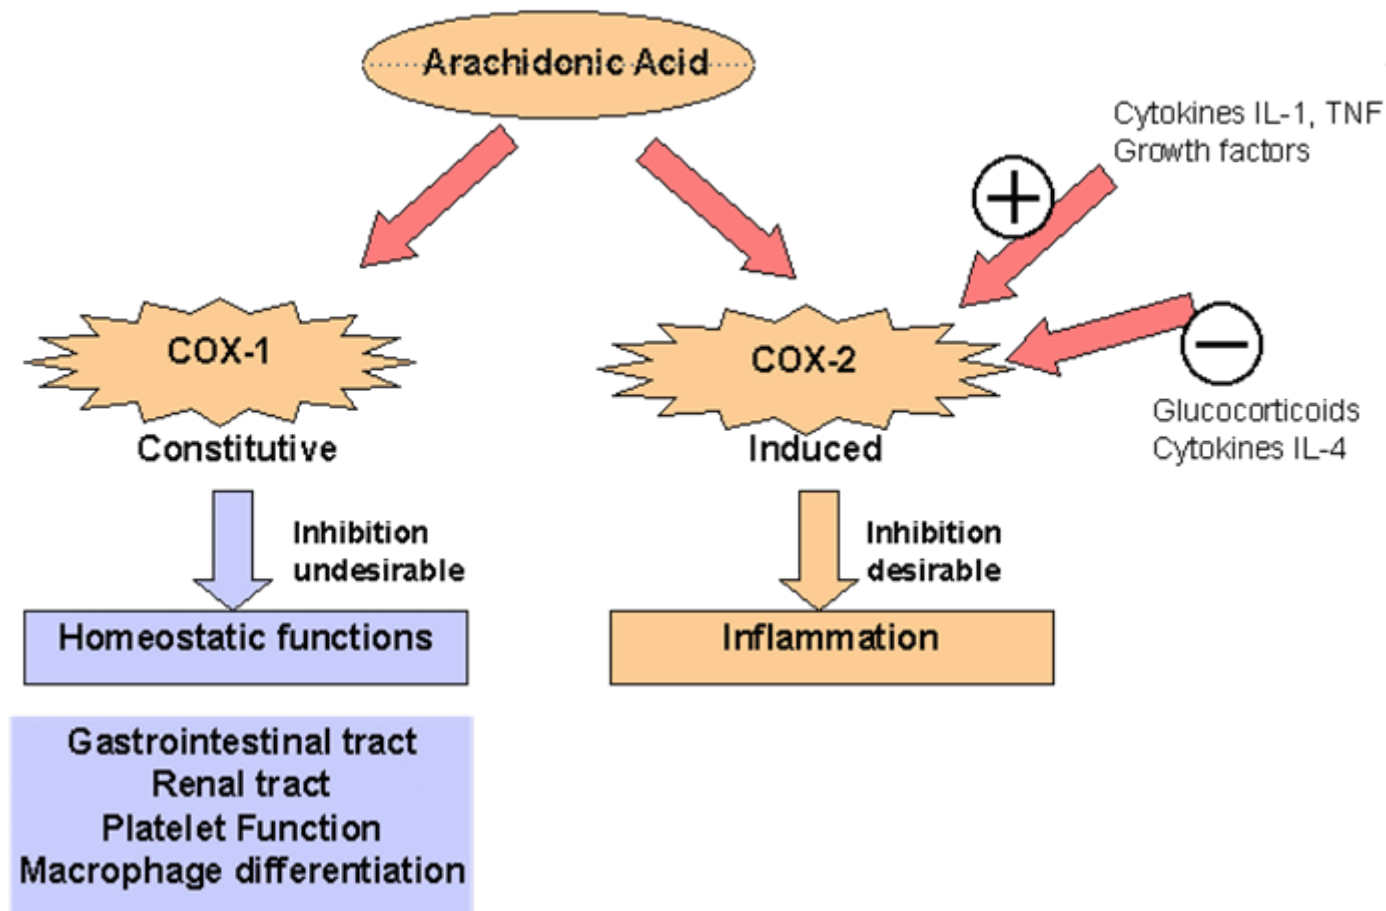 Arachidonic Acid
Cytokines IL-1, TNF
Growth factors
COX-1
Constitutive
COX-2
Induced
Glucocorticoids
Cytokines IL-4
Inhibition
undesirable
Inhibition
desirable
Homeostatic functions
Inflammation
Gastrointestinal tract
Renal tract
Platelet Function
Macrophage differentiation